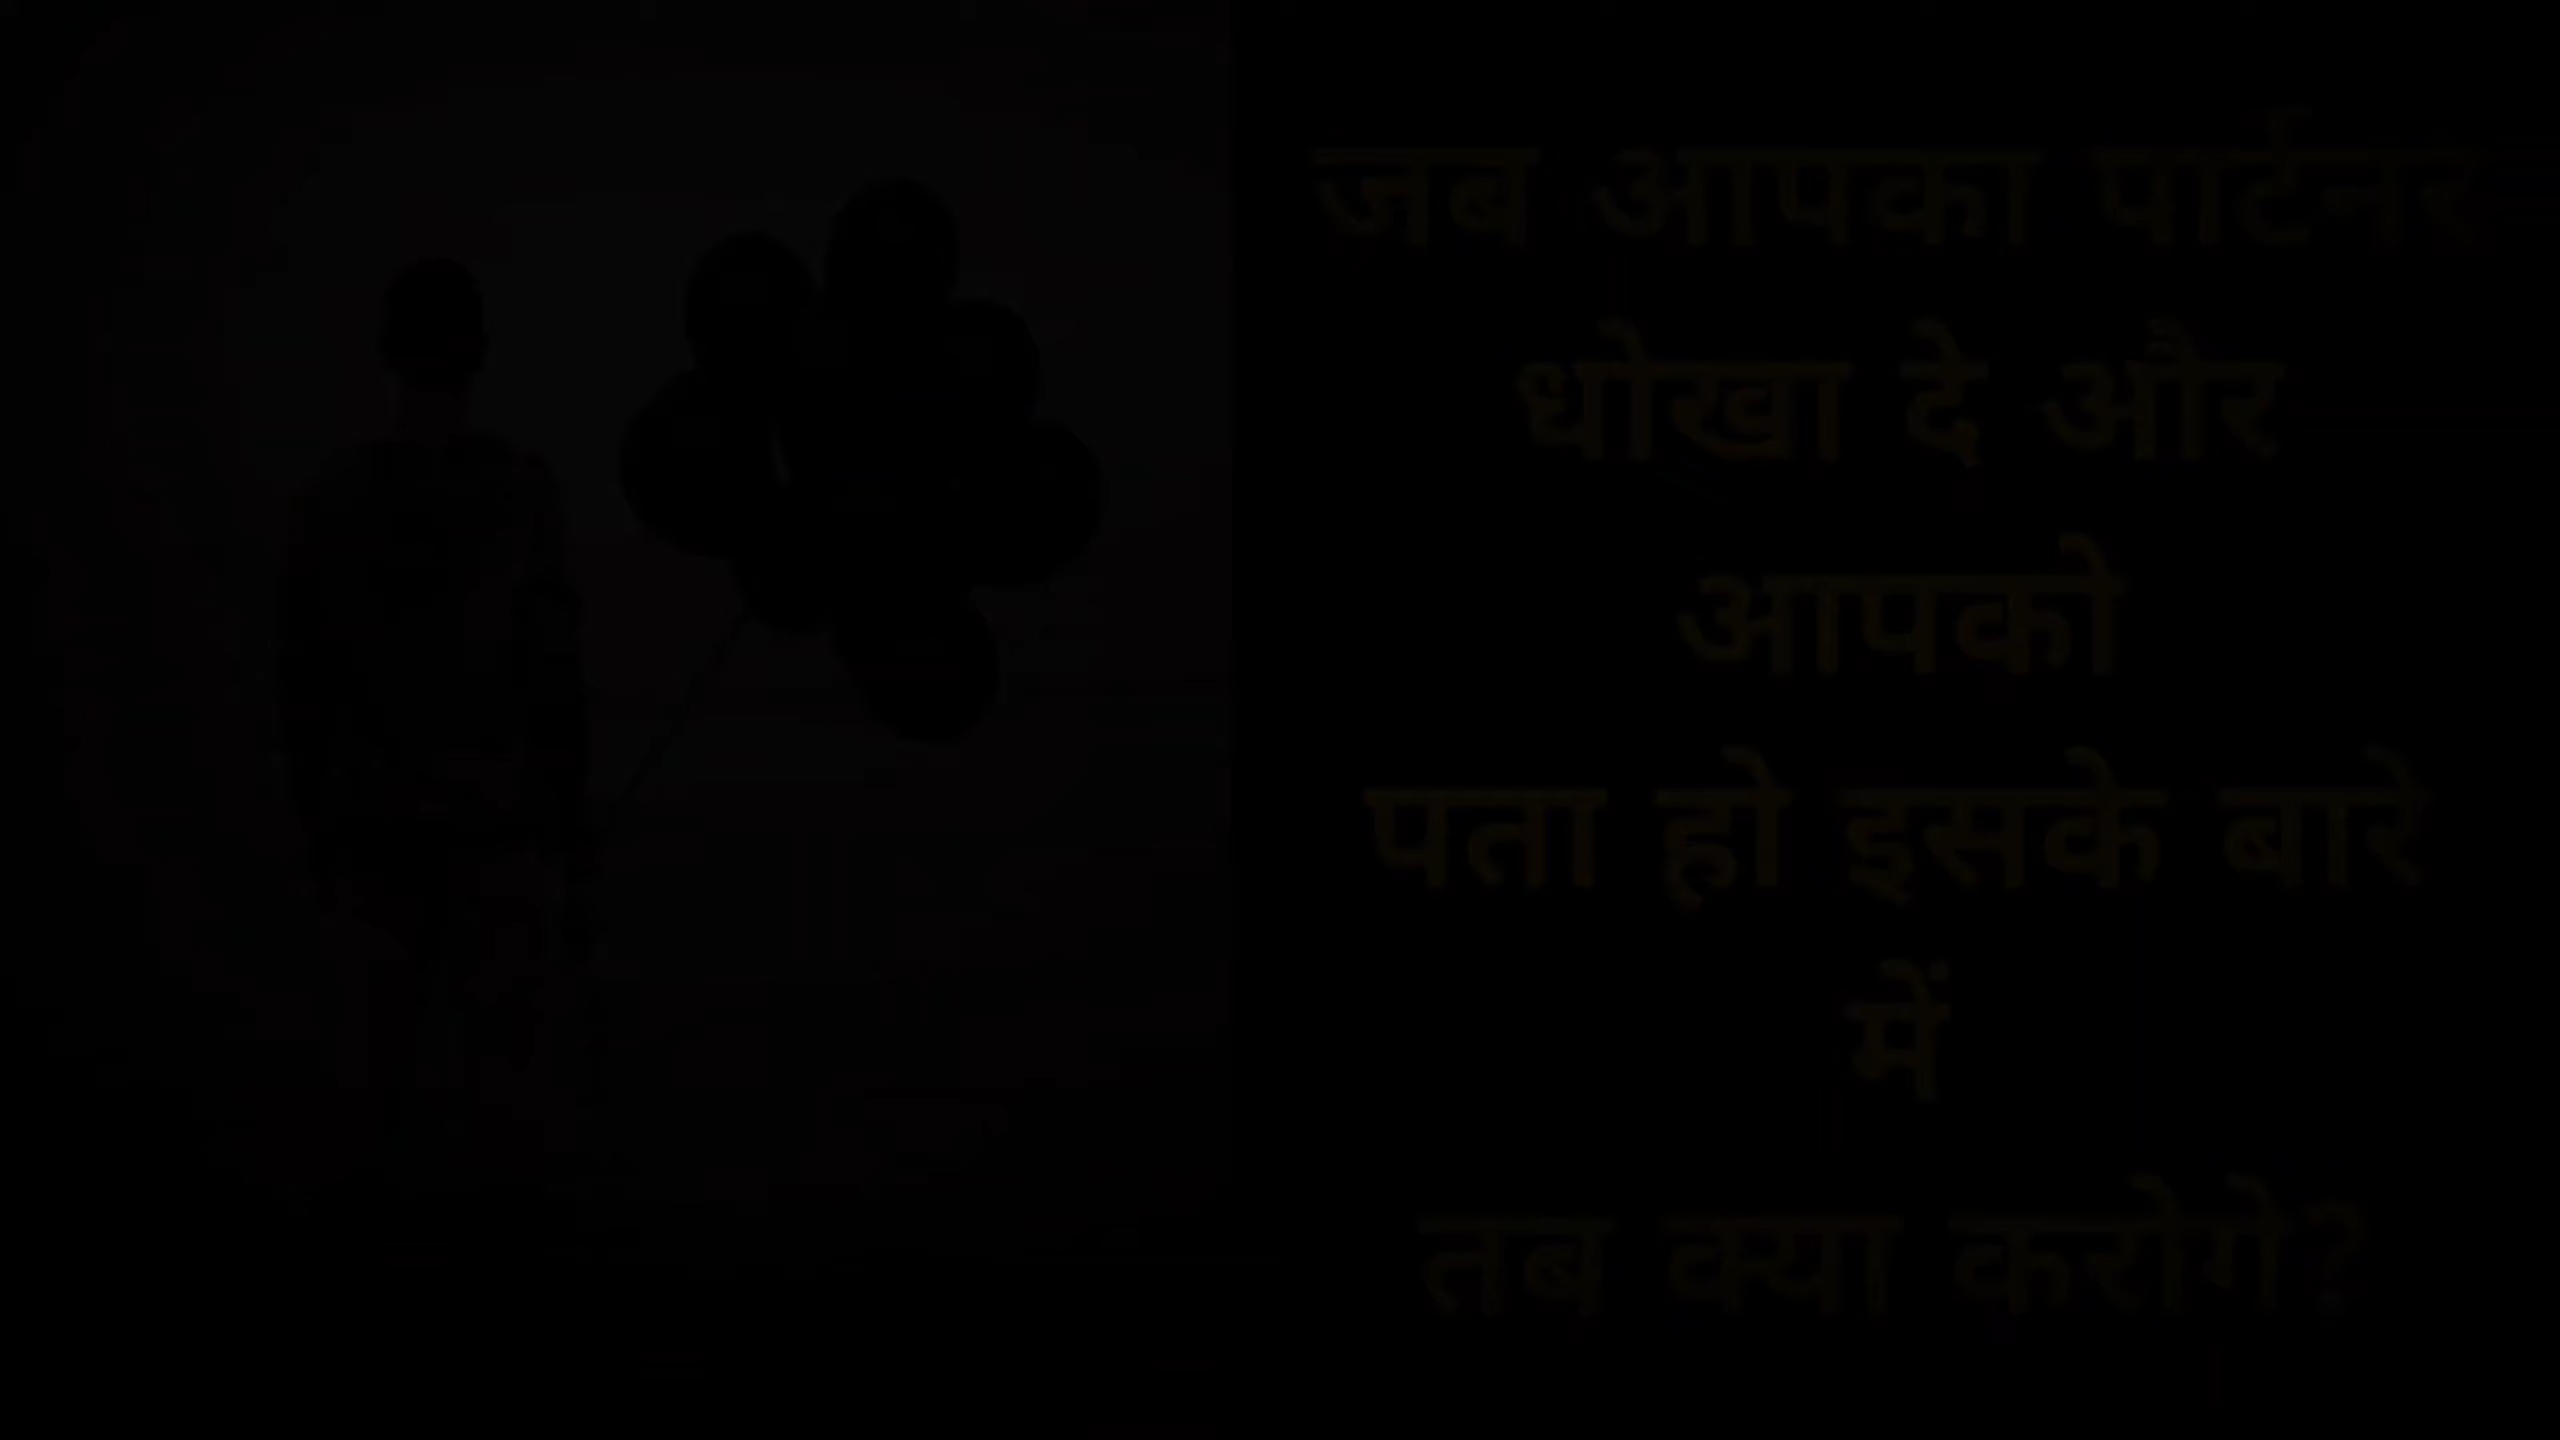 जब आपका पार्टनर
धोखा दे और
आपको
पता हो इसके बारे
में
तब क्या करोगे?